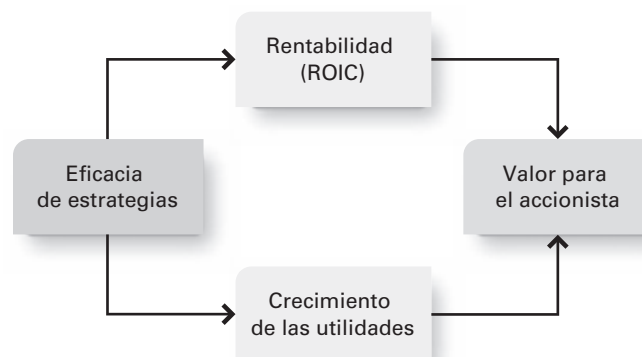 Rentabilidad
(ROIC)
Eficacia
de estrategias
Valor para
el accionista
Crecimiento
de las utilidades